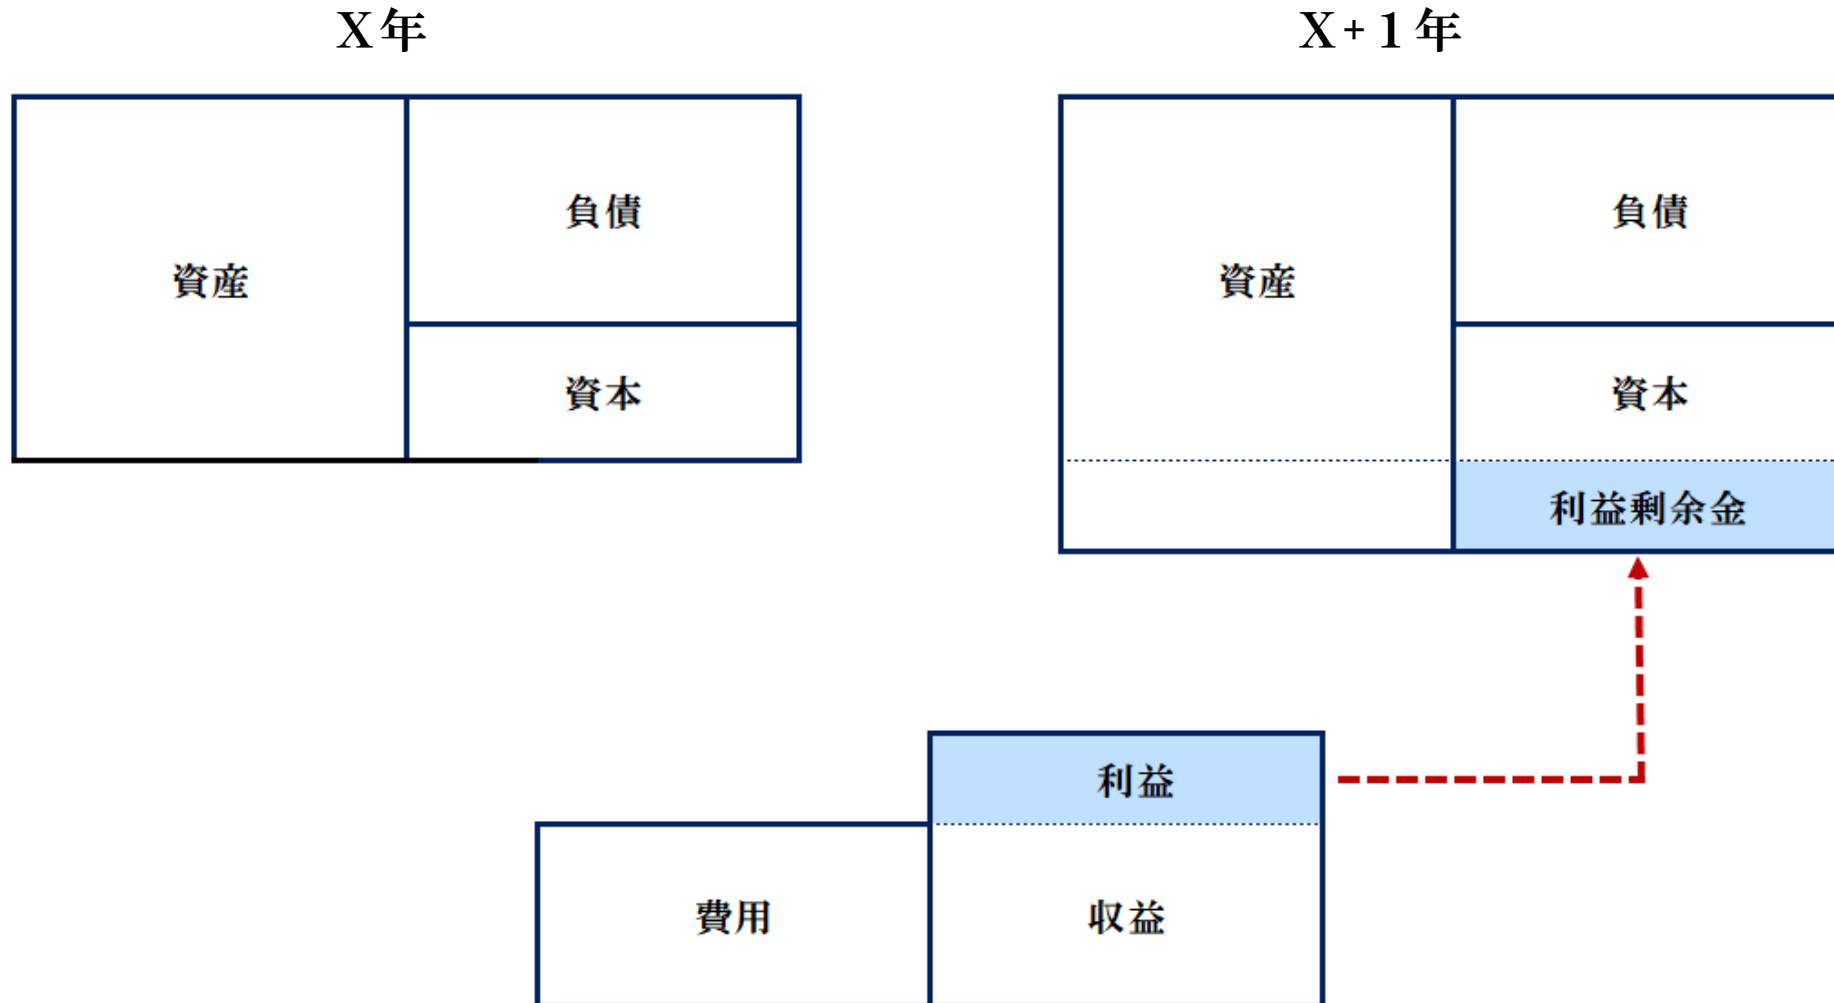 X年
X+1年
資産
負債
資本
資産
負債
資本
利益剰余金
利益
費用
収益